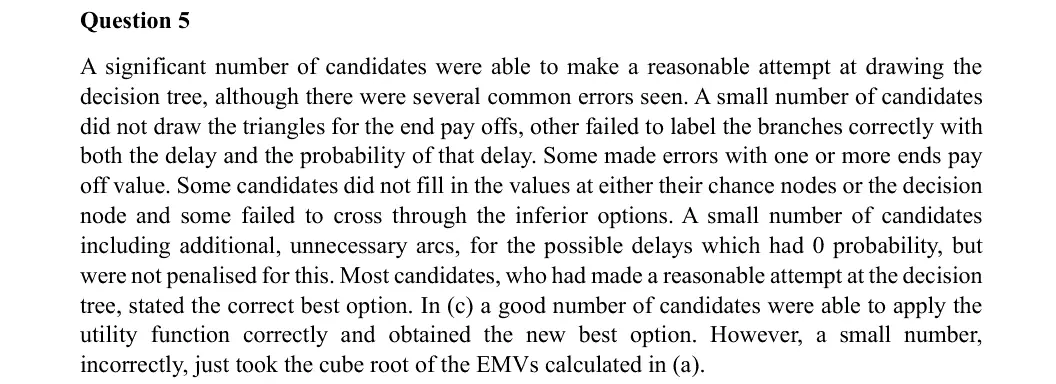 Question 5
A significant number of candidates were able to make a reasonable attempt at drawing the
decision tree, although there were several common errors seen. A small number of candidates
did not draw the triangles for the end pay offs, other failed to label the branches correctly with
both the delay and the probability of that delay. Some made errors with one or more ends pay
off value. Some candidates did not fill in the values at either their chance nodes or the decision
node and some failed to cross through the inferior options. A small number of candidates
including additional, unnecessary arcs, for the possible delays which had 0 probability, but
were not penalised for this. Most candidates, who had made a reasonable attempt at the decision
tree, stated the correct best option. In (c) a good number of candidates were able to apply the
utility function correctly and obtained the new best option. However, a small number,
incorrectly, just took the cube root of the EMVs calculated in (a).